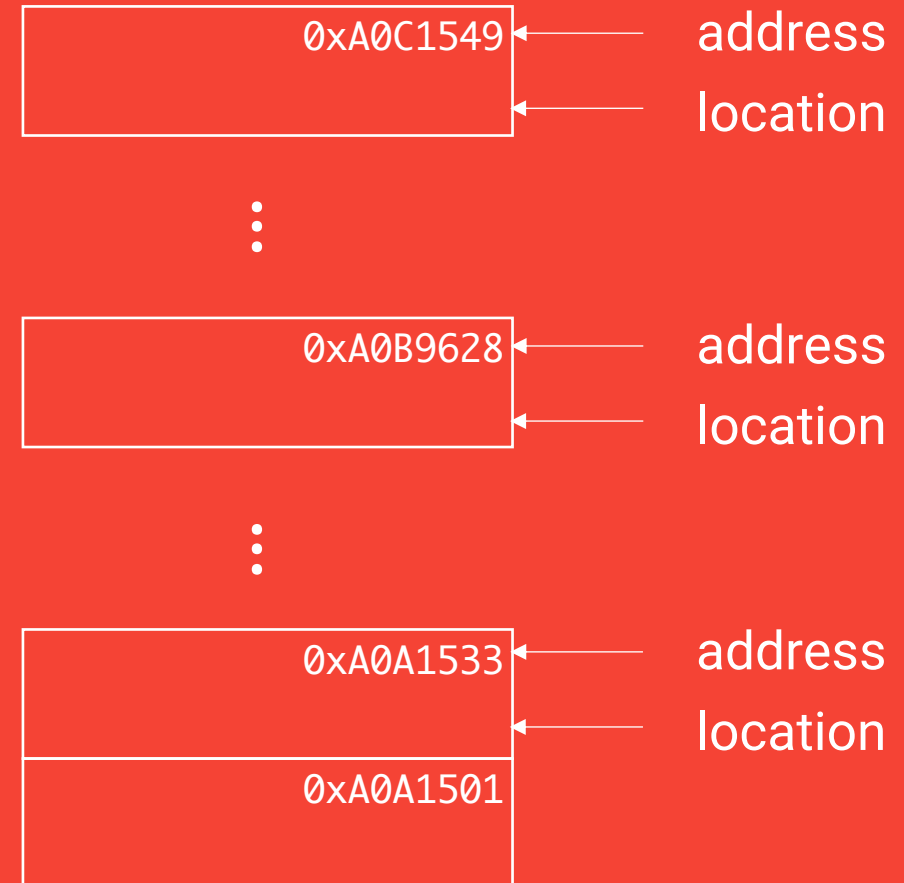 0xA0C1549 address
location
0xA0B9628 address
location
0xA0A1533 address
location
0xA0A1501